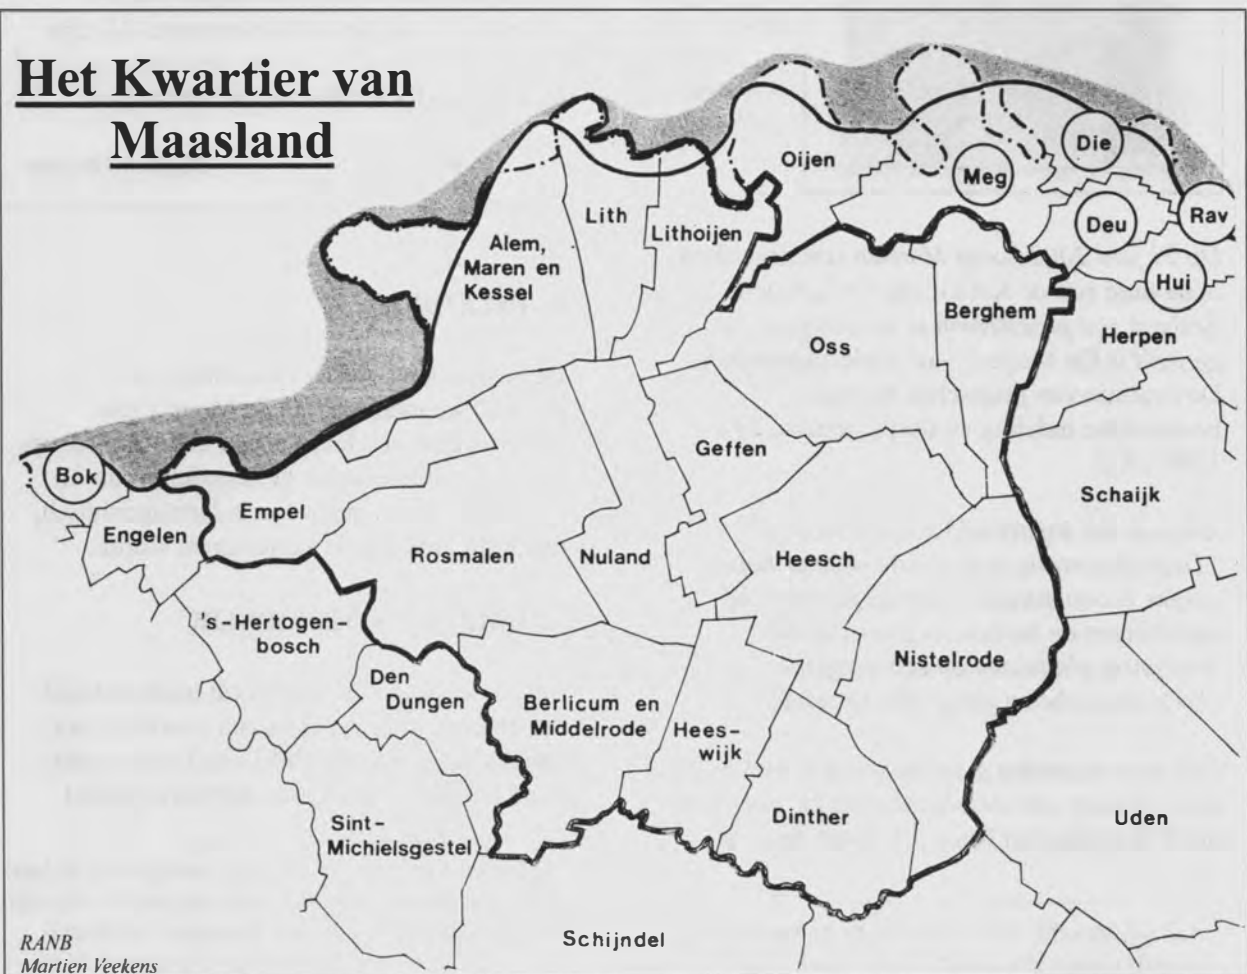 Het Kwartier van
Maasland
Oijen
Meg
Die
Deu
Rav
Hui
Lith
Lithoijen
Alem,
Maren en
Kessel
Berghem
Herpen
Oss
Geffen
Schaijk
Bok
Engelen
Empel
Rosmalen
Nuland
Heesch
's-Hertogen-
bosch
Den
Dungen
Berlicum en
Middelrode
Hees-
wijk
Nistelrode
Sint-
Michielsgestel
Dinther
Uden
Schijndel
RANB
Martien Veekens